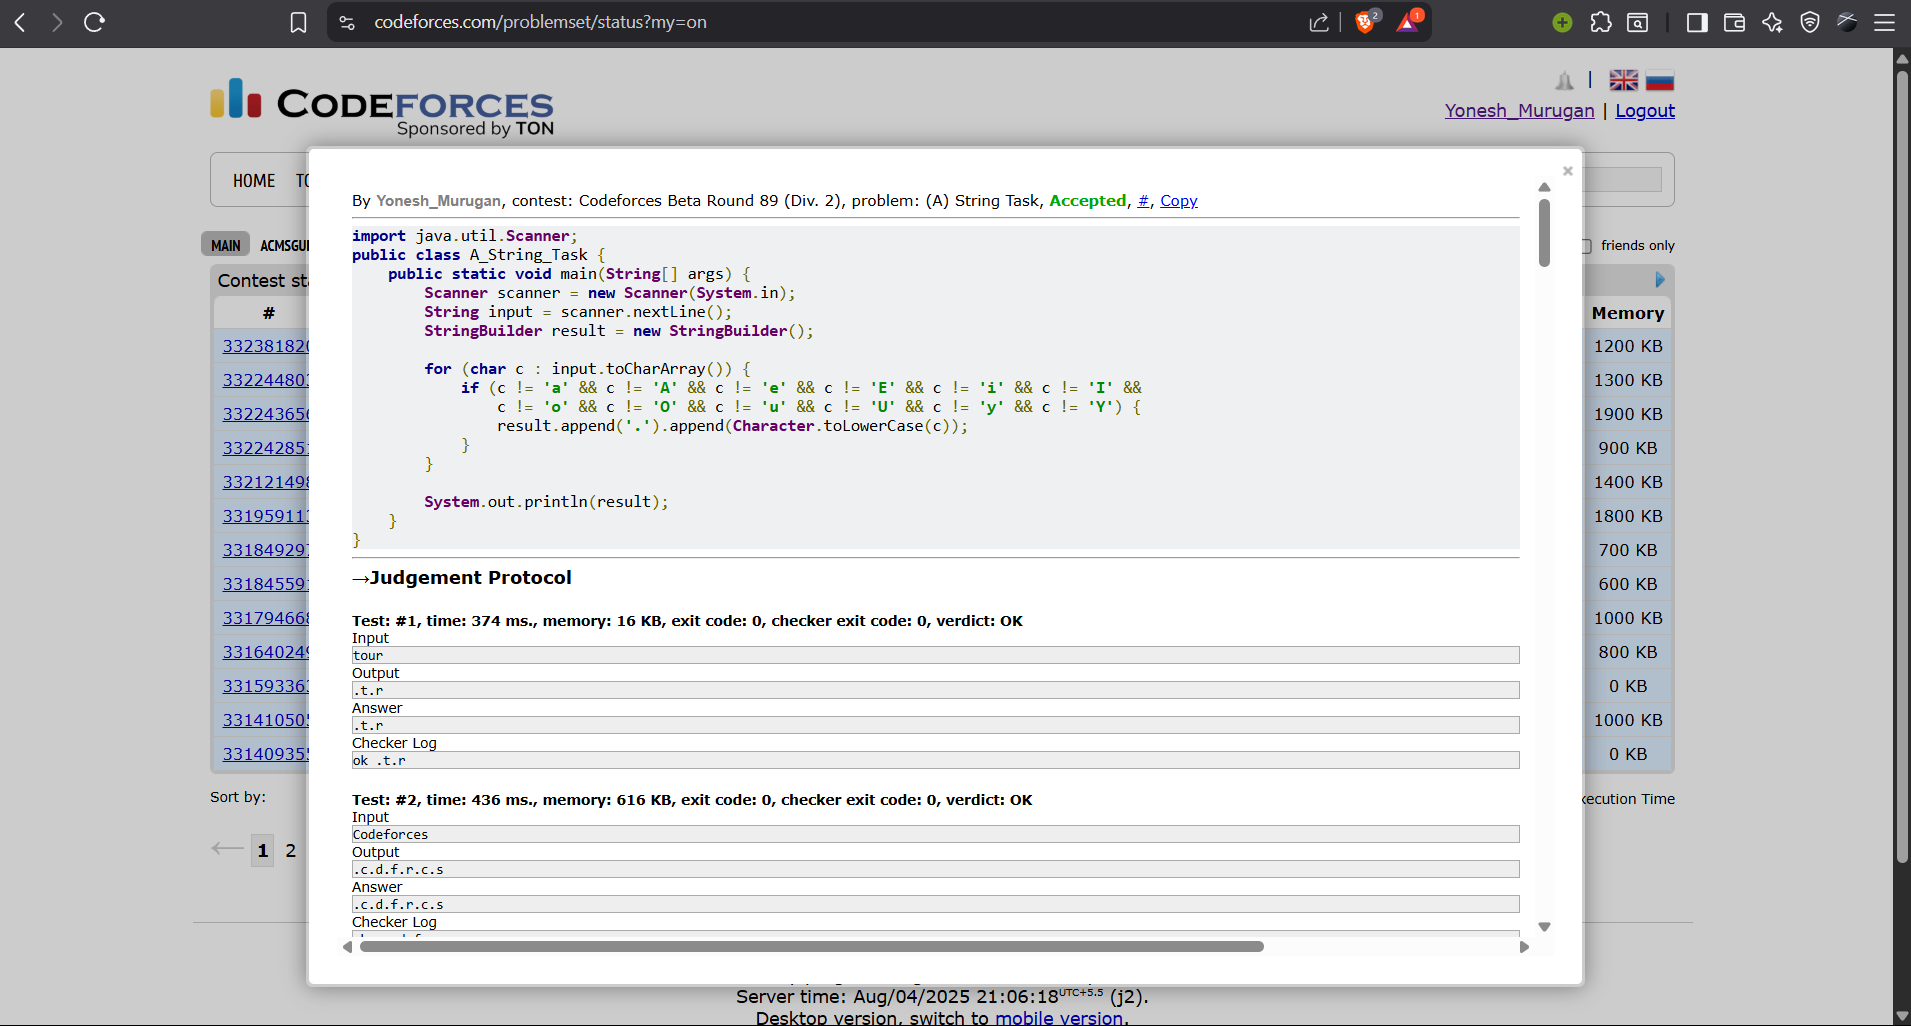 codeforces.com/problemset/status?my=on
2
1
CODEFORCES
Sponsored by TON
Yonesh_Murugan | Logout
HOME
By Yonesh_Murugan, contest: Codeforces Beta Round 89 (Div. 2), problem: (A) String Task, Accepted, #, Copy
import java.util.Scanner;
public class A_String_Task {
    public static void main(String[] args) {
        Scanner scanner = new Scanner(System.in);
        String input = scanner.nextLine();
        StringBuilder result = new StringBuilder();
        for (char c : input.toCharArray()) {
            if (c != 'a' && c != 'A' && c != 'e' && c != 'E' && c != 'i' && c != 'I' &&
                c != 'o' && c != 'O' && c != 'u' && c != 'U' && c != 'y' && c != 'Y') {
                result.append('.').append(Character.toLowerCase(c));
            }
        }
        System.out.println(result);
    }
}
→Judgement Protocol
Test: #1, time: 374 ms., memory: 16 KB, exit code: 0, checker exit code: 0, verdict: OK
Input
tour
Output
.t.r
Answer
.t.r
Checker Log
ok .t.r
Test: #2, time: 436 ms., memory: 616 KB, exit code: 0, checker exit code: 0, verdict: OK
Input
Codeforces
Output
.c.d.f.r.c.s
Answer
.c.d.f.r.c.s
Checker Log
MAIN
friends only
Contest
#
33238182
33224480
33224365
33224285
33212149
33195911
33184929
33184559
33179466
33164024
33159336
33141050
33140935
Memory
1200 KB
1300 KB
1900 KB
900 KB
1400 KB
1800 KB
700 KB
600 KB
1000 KB
800 KB
0 KB
1000 KB
0 KB
Sort by:
Time
1 2
Server time: Aug/04/2025 21:06:18UTC+5.5 (j2).
Desktop version, switch to mobile version.